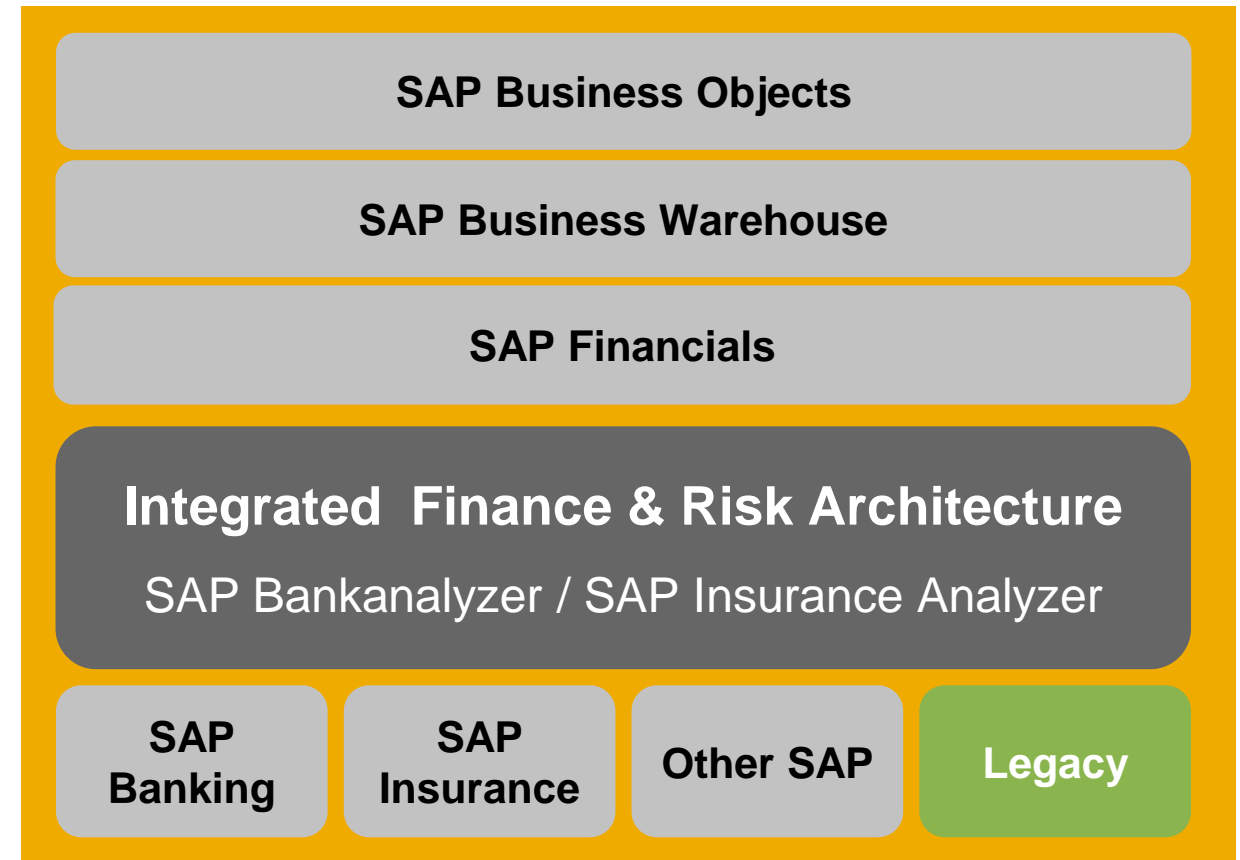 SAP Business Objects
SAP Business Warehouse
SAP Financials
Integrated  Finance & Risk Architecture
SAP Bankanalyzer / SAP Insurance Analyzer
SAP
Banking
SAP
Insurance
Other SAP
Legacy